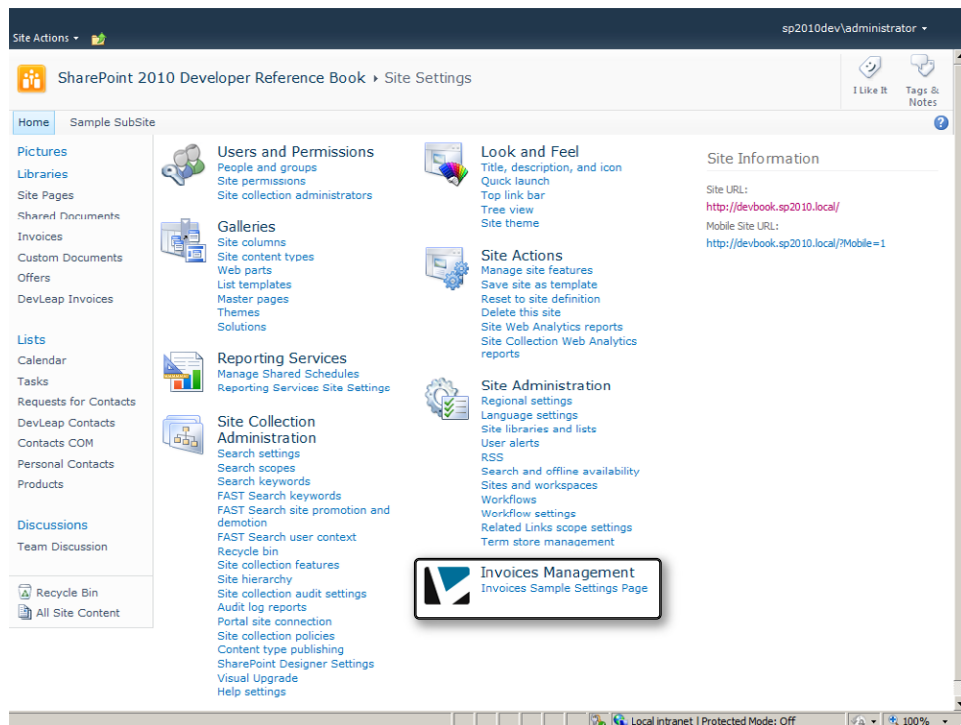 sp2010dev\administrator
Site Actions
SharePoint 2010 Developer Reference Book ▸ Site Settings
I Like It
Tags & Notes
Home
Sample SubSite
Pictures
Libraries
Site Pages
Shared Documents
Invoices
Custom Documents
Offers
DevLeap Invoices
Lists
Calendar
Tasks
Requests for Contacts
DevLeap Contacts
Contacts COM
Personal Contacts
Products
Discussions
Team Discussion
Recycle Bin
All Site Content
Users and Permissions
People and groups
Site permissions
Site collection administrators
Galleries
Site columns
Site content types
Web parts
List templates
Master pages
Themes
Solutions
Reporting Services
Manage Shared Schedules
Reporting Services Site Settings
Site Collection
Administration
Search settings
Search scopes
Search keywords
FAST Search keywords
FAST Search site promotion and
demotion
FAST Search user context
Recycle bin
Site collection features
Site hierarchy
Site collection audit settings
Audit log reports
Portal site connection
Site collection policies
Content type publishing
SharePoint Designer Settings
Visual Upgrade
Help settings
Look and Feel
Title, description, and icon
Quick launch
Top link bar
Tree view
Site theme
Site Actions
Manage site features
Save site as template
Reset to site definition
Delete this site
Site Web Analytics reports
Site Collection Web Analytics
reports
Site Administration
Regional settings
Language settings
Site libraries and lists
User alerts
RSS
Search and offline availability
Sites and workspaces
Workflows
Workflow settings
Related Links scope settings
Term store management
Invoices Management
Invoices Sample Settings Page
Site Information
Site URL:
http://devbook.sp2010.local/
Mobile Site URL:
http://devbook.sp2010.local/?Mobile=1
Local intranet | Protected Mode: Off
100%